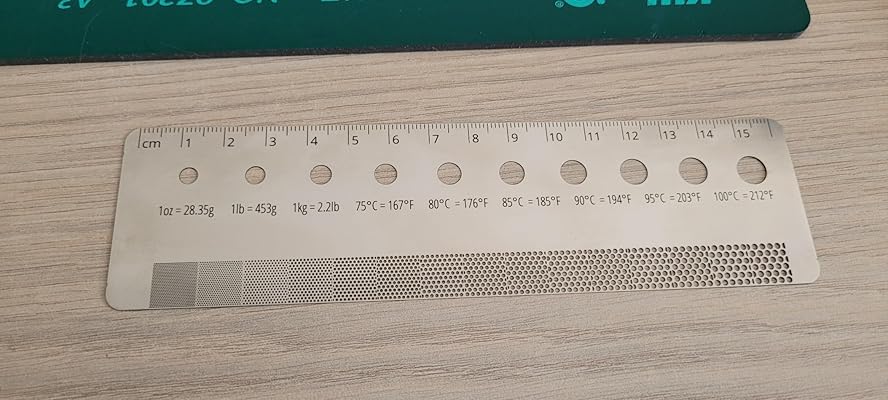 cm 1 2 3 4 5 6 7 8 9 10 11 12 13 14 15
1oz = 28.35g 1lb = 453g 1kg = 2.2lb 75°C = 167°F 80°C = 176°F 85°C = 185°F 90°C = 194°F 95°C = 203°F 100°C = 212°F